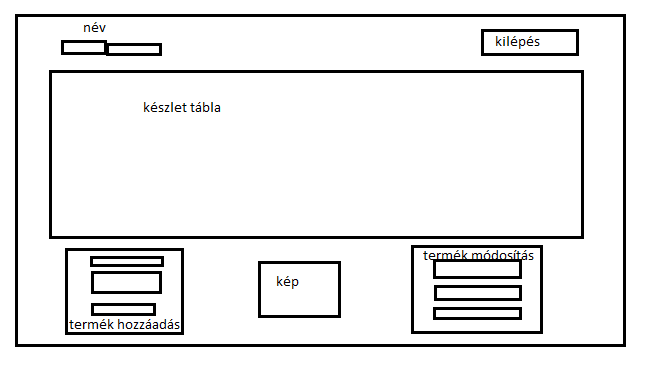 név
kilépés
készlet tábla
termék módosítás
kép
termék hozzáadás